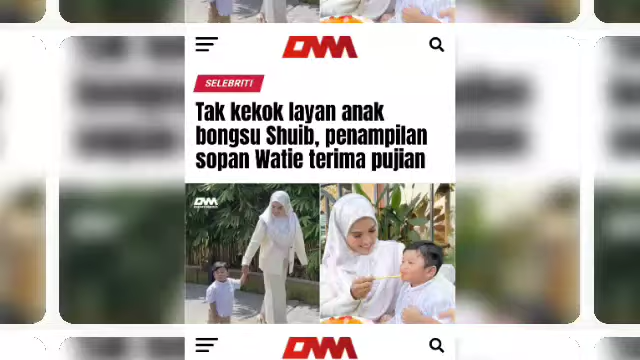 DM
SELEBRITI
Tak kekok layan anak
bongsu Shuib, penampilan
sopan Watie terima pujian
DM
DM